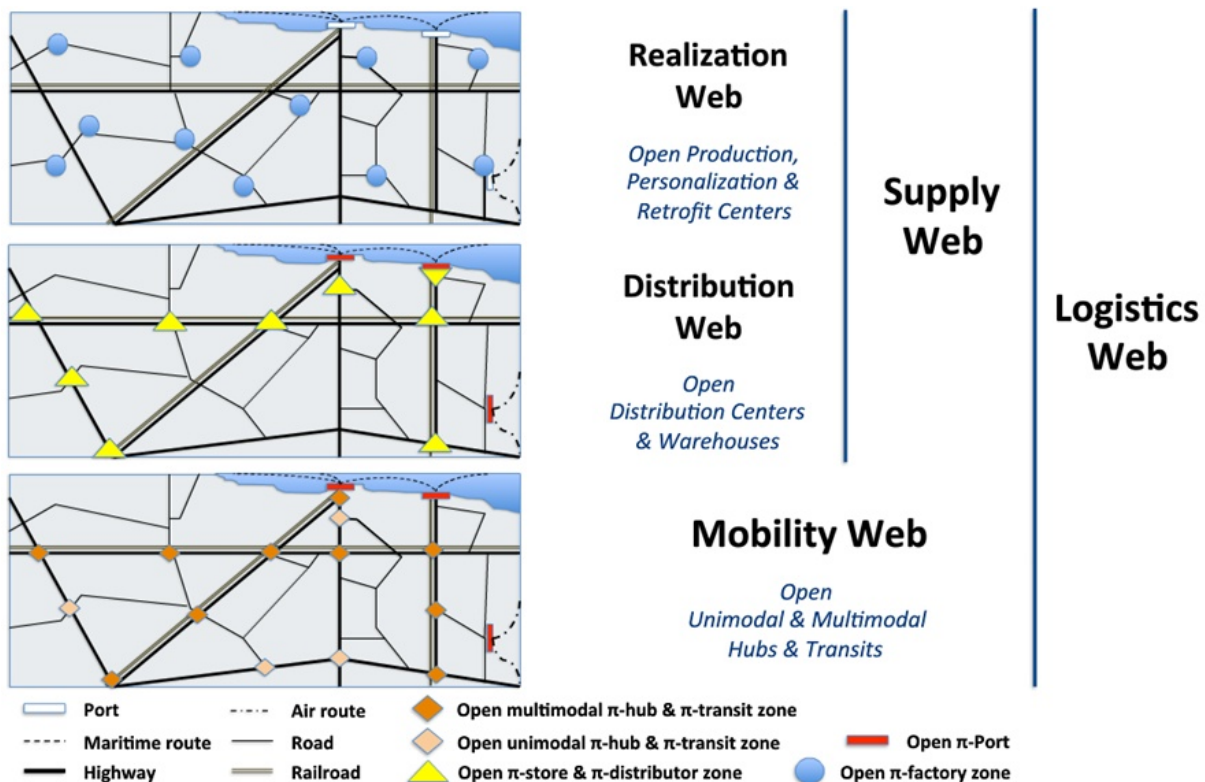 Realization
Web
Open Production,
Personalization &
Retrofit Centers
Distribution
Web
Open
Distribution Centers
& Warehouses
Supply
Web
Logistics
Web
Mobility Web
Open
Unimodal & Multimodal
Hubs & Transits
Port
Air route
Open multimodal π-hub & π-transit zone
Maritime route
Road
Open unimodal π-hub & π-transit zone
Open π-Port
Highway
Railroad
Open π-store & π-distributor zone
Open π-factory zone